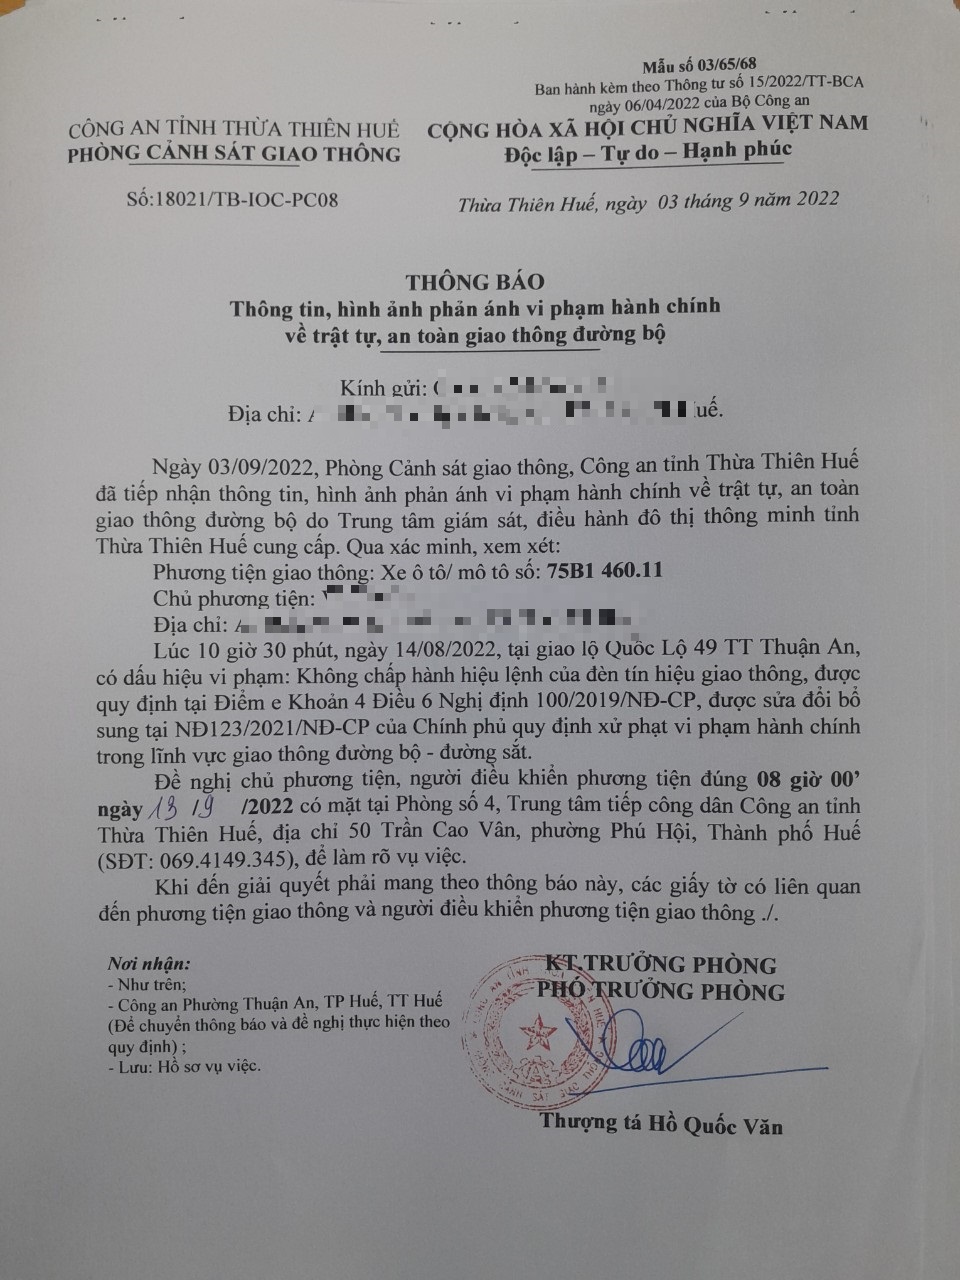 Mẫu số 03/65/68
Ban hành kèm theo Thông tư số 15/2022/TT-BCA
ngày 06/04/2022 của Bộ Công an
CÔNG AN TỈNH THỪA THIÊN HUẾ
PHÒNG CẢNH SÁT GIAO THÔNG
CỘNG HÒA XÃ HỘI CHỦ NGHĨA VIỆT NAM
Độc lập – Tự do – Hạnh phúc
Số:18021/TB-IOC-PC08
Thừa Thiên Huế, ngày 03 tháng 9 năm 2022
THÔNG BÁO
Thông tin, hình ảnh phản ánh vi phạm hành chính
về trật tự, an toàn giao thông đường bộ
Kính gửi:
Địa chỉ: uế.
Ngày 03/09/2022, Phòng Cảnh sát giao thông, Công an tỉnh Thừa Thiên Huế
đã tiếp nhận thông tin, hình ảnh phản ánh vi phạm hành chính về trật tự, an toàn
giao thông đường bộ do Trung tâm giám sát, điều hành đô thị thông minh tỉnh
Thừa Thiên Huế cung cấp. Qua xác minh, xem xét:
Phương tiện giao thông: Xe ô tô/ mô tô số: 75B1 460.11
Chủ phương tiện:
Địa chỉ:
Lúc 10 giờ 30 phút, ngày 14/08/2022, tại giao lộ Quốc Lộ 49 TT Thuận An,
có dấu hiệu vi phạm: Không chấp hành hiệu lệnh của đèn tín hiệu giao thông, được
quy định tại Điểm e Khoản 4 Điều 6 Nghị định 100/2019/NĐ-CP, được sửa đổi bổ
sung tại NĐ123/2021/NĐ-CP của Chính phủ quy định xử phạt vi phạm hành chính
trong lĩnh vực giao thông đường bộ - đường sắt.
Đề nghị chủ phương tiện, người điều khiển phương tiện đúng 08 giờ 00’
ngày 13 /9 /2022 có mặt tại Phòng số 4, Trung tâm tiếp công dân Công an tỉnh
Thừa Thiên Huế, địa chỉ 50 Trần Cao Vân, phường Phú Hội, Thành phố Huế
(SĐT: 069.4149.345), để làm rõ vụ việc.
Khi đến giải quyết phải mang theo thông báo này, các giấy tờ có liên quan
đến phương tiện giao thông và người điều khiển phương tiện giao thông ./.
Nơi nhận:
- Như trên;
- Công an Phường Thuận An, TP Huế, TT Huế
(Để chuyển thông báo và đề nghị thực hiện theo
quy định) ;
- Lưu: Hồ sơ vụ việc.
KT.TRƯỞNG PHÒNG
PHÓ TRƯỞNG PHÒNG
Thượng tá Hồ Quốc Văn